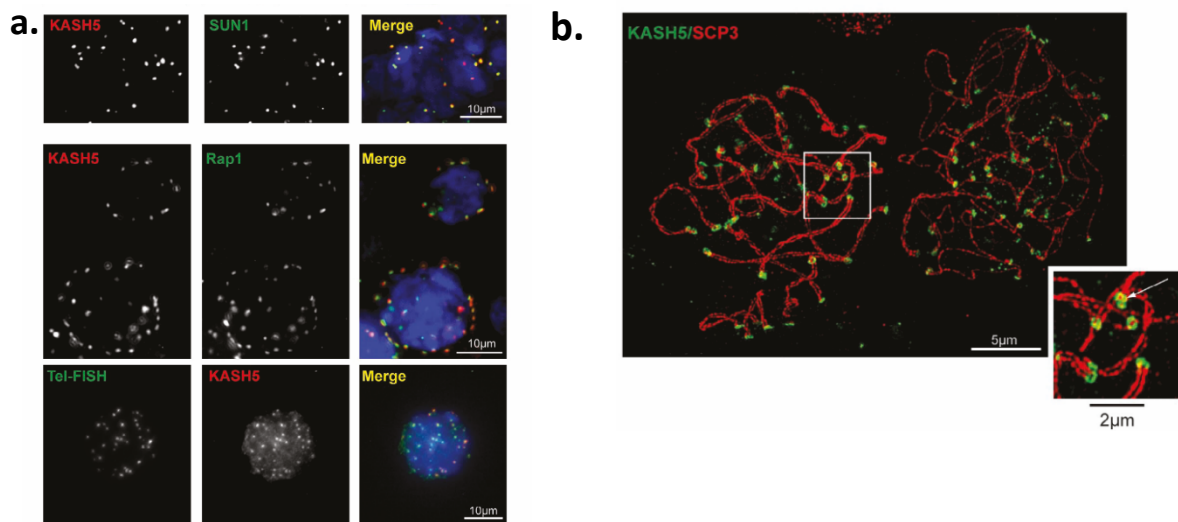 a.
KASH5 SUN1 Merge
10µm
KASH5 Rap1 Merge
10µm
Tel-FISH KASH5 Merge
10µm
b.
KASH5/SCP3
5µm
2µm